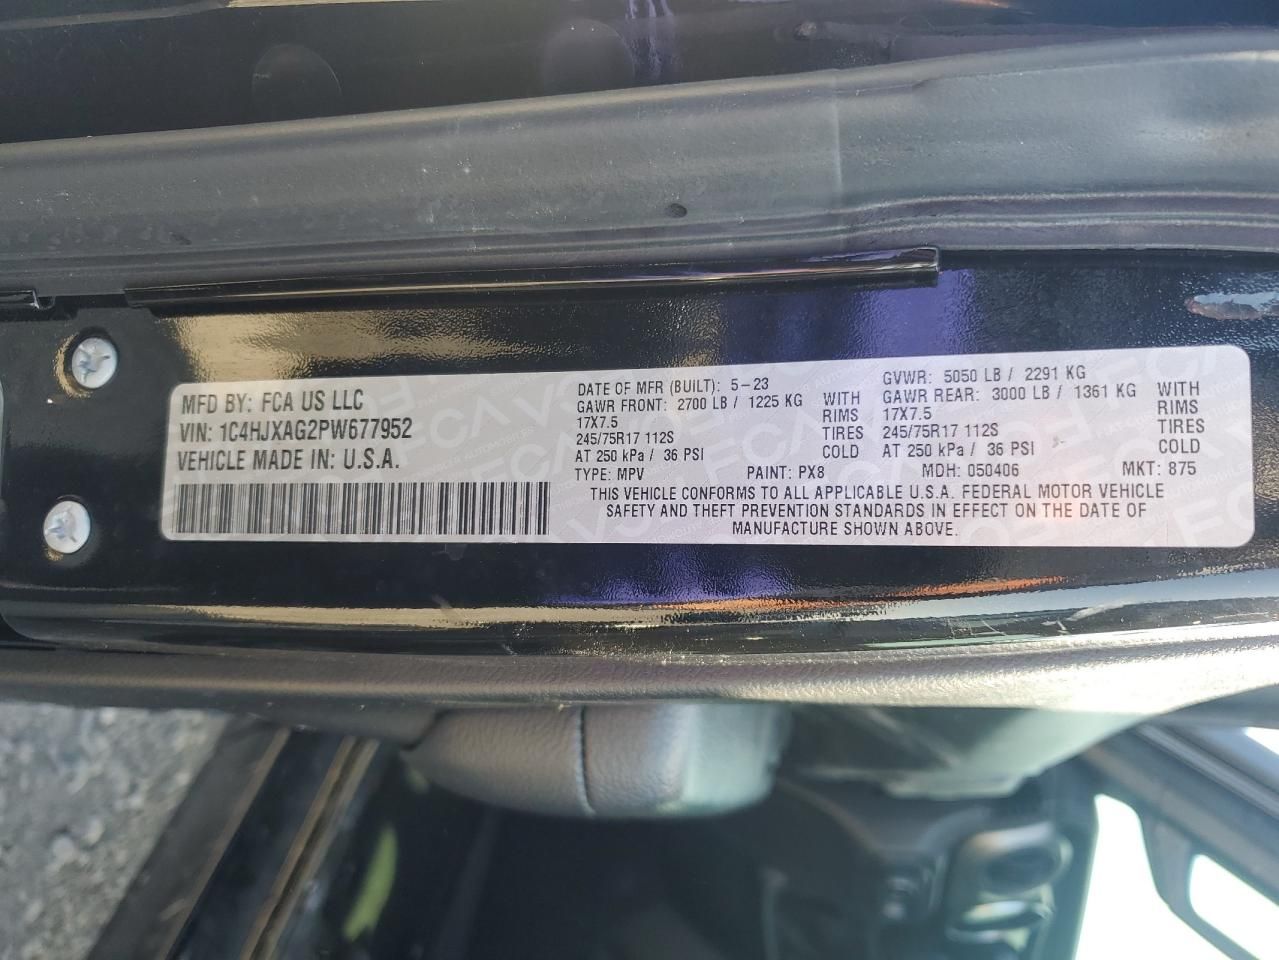 MFD BY: FCA US LLC
VIN: 1C4HJXAG2PW677952
VEHICLE MADE IN: U.S.A.
DATE OF MFR (BUILT): 5-23 GVWR: 5050 LB / 2291 KG
GAWR FRONT: 2700 LB / 1225 KG WITH GAWR REAR: 3000 LB / 1361 KG WITH
17X7.5 RIMS 17X7.5 RIMS
245/75R17 112S TIRES 245/75R17 112S TIRES
AT 250 kPa / 36 PSI COLD AT 250 kPa / 36 PSI COLD
TYPE: MPV PAINT: PX8 MDH: 050406 MKT: 875
THIS VEHICLE CONFORMS TO ALL APPLICABLE U.S.A. FEDERAL MOTOR VEHICLE
SAFETY AND THEFT PREVENTION STANDARDS IN EFFECT ON THE DATE OF
MANUFACTURE SHOWN ABOVE.